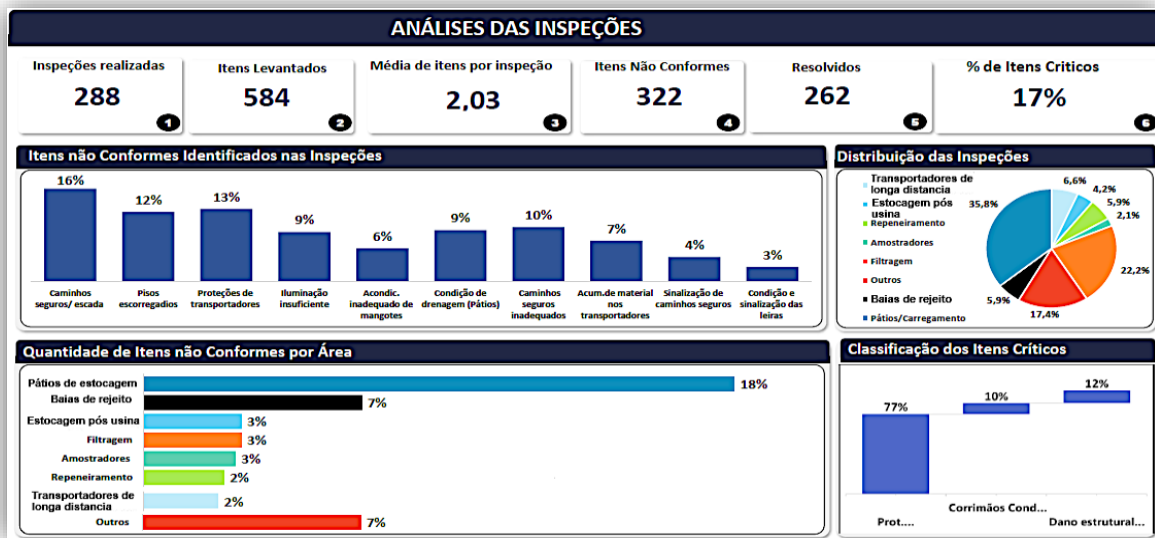 ANÁLISES DAS INSPEÇÕES
Inspeções realizadas
288
1
Itens Levantados
584
2
Média de itens por inspeção
2,03
3
Itens Não Conformes
322
4
Resolvidos
262
5
% de Itens Criticos
17%
6
Itens não Conformes Identificados nas Inspeções
16%
12%
13%
9%
6%
9%
10%
7%
4%
3%
Caminhos
seguros/ escada
Pisos
escorregadios
Proteções de
transportadores
Iluminação
insuficiente
Acondic.
inadequado de
mangotes
Condição de
drenagem (Pátios)
Caminhos
seguros
inadequados
Acum.de material
nos
transportadores
Sinalização de
caminhos seguros
Condição e
sinalização das
leiras
Distribuição das Inspeções
Transportadores de
longa distancia
Estocagem pós
usina
Repeneiramento
Amostradores
Filtragem
Outros
Baias de rejeito
Pátios/Carregamento
6,6%
4,2%
5,9%
2,1%
22,2%
17,4%
5,9%
35,8%
Quantidade de Itens não Conformes por Área
Pátios de estocagem
18%
Baias de rejeito
7%
Estocagem pós usina
3%
Filtragem
3%
Amostradores
3%
Repeneiramento
2%
Transportadores de
longa distancia
2%
Outros
7%
Classificação dos Itens Críticos
77%
10%
12%
Prot....
Corrimãos Cond...
Dano estrutural...